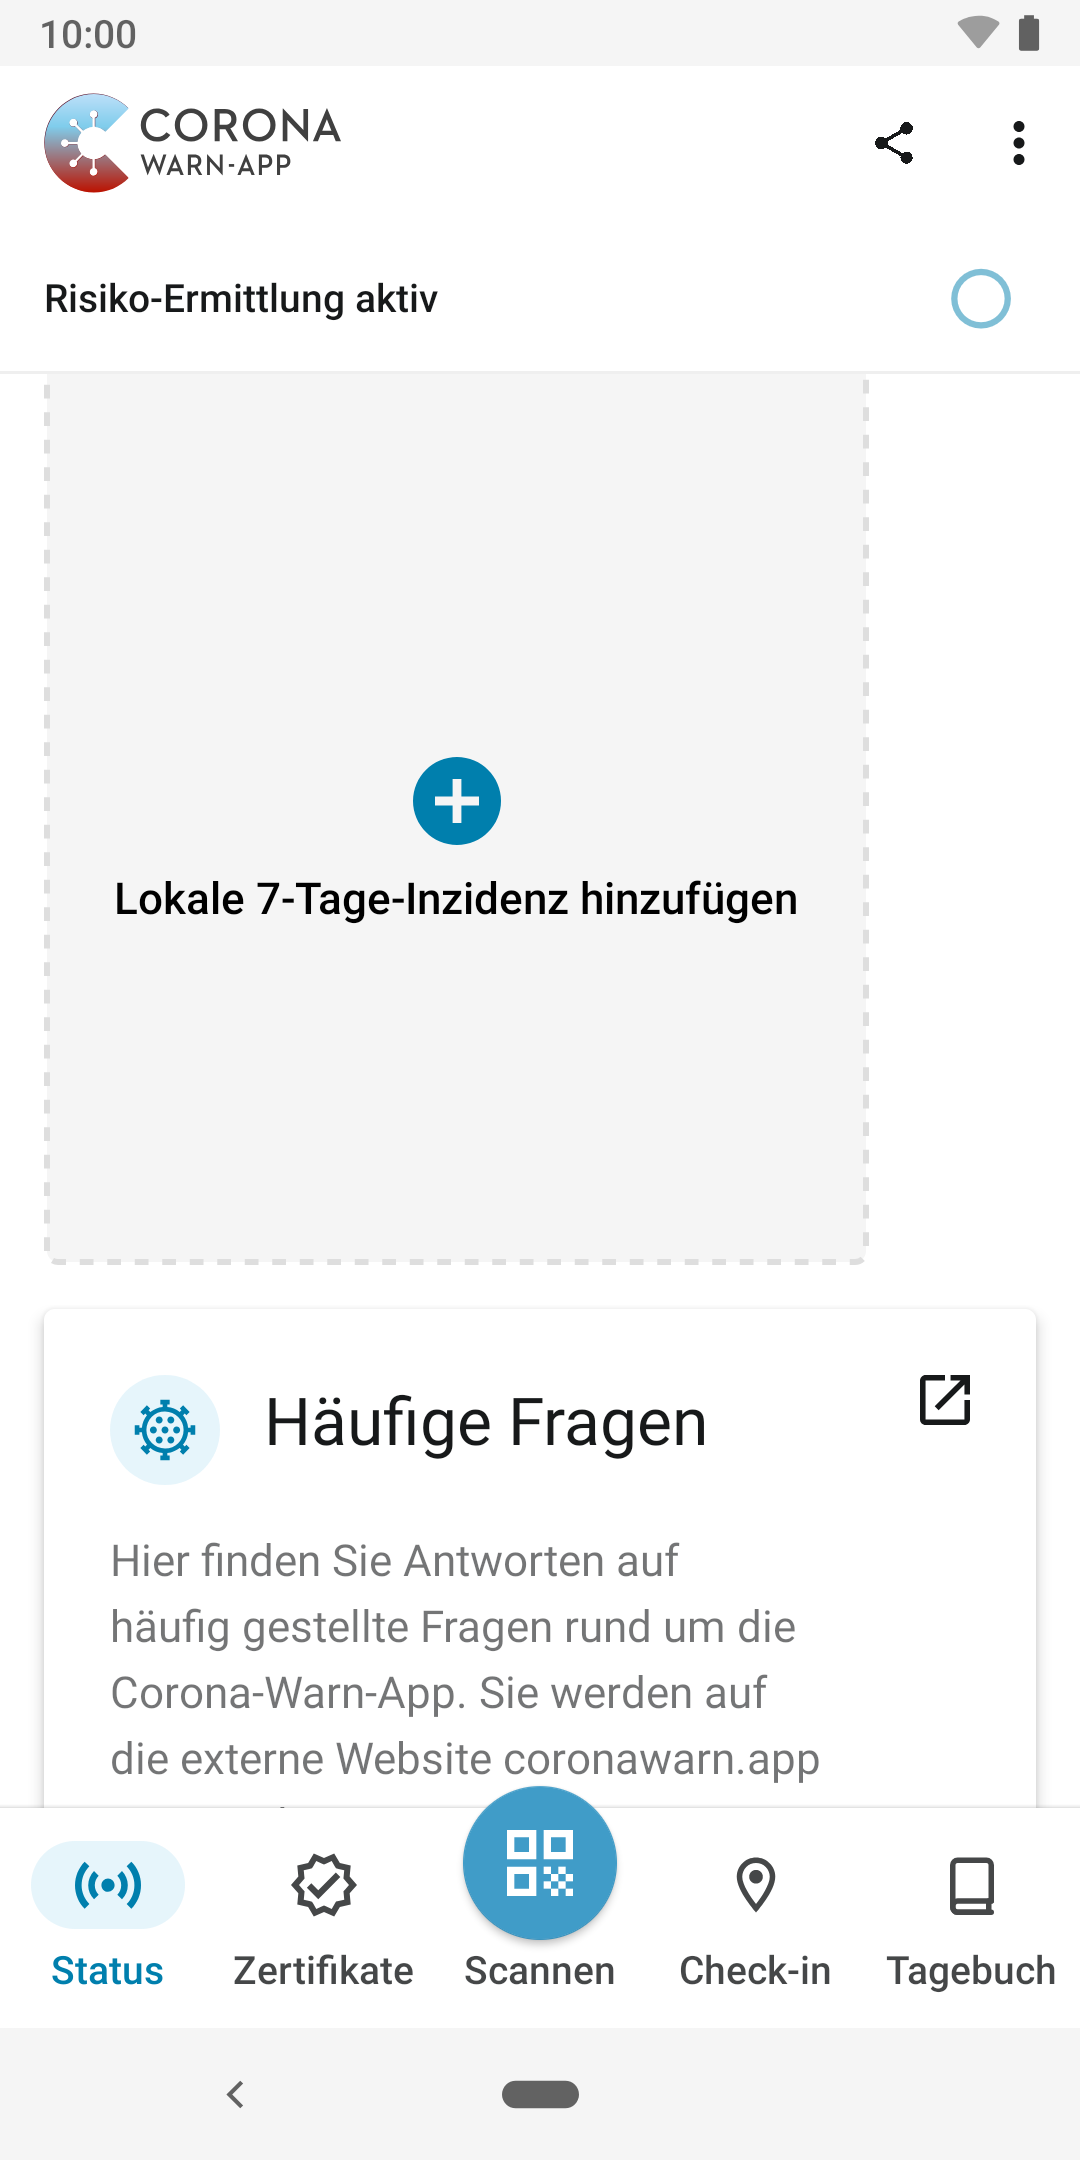 10:00
CORONA
WARN-APP
Risiko-Ermittlung aktiv
Lokale 7-Tage-Inzidenz hinzufügen
Häufige Fragen
Hier finden Sie Antworten auf
häufig gestellte Fragen rund um die
Corona-Warn-App. Sie werden auf
die externe Website coronawarn.app
Status
Zertifikate
Scannen
Check-in
Tagebuch